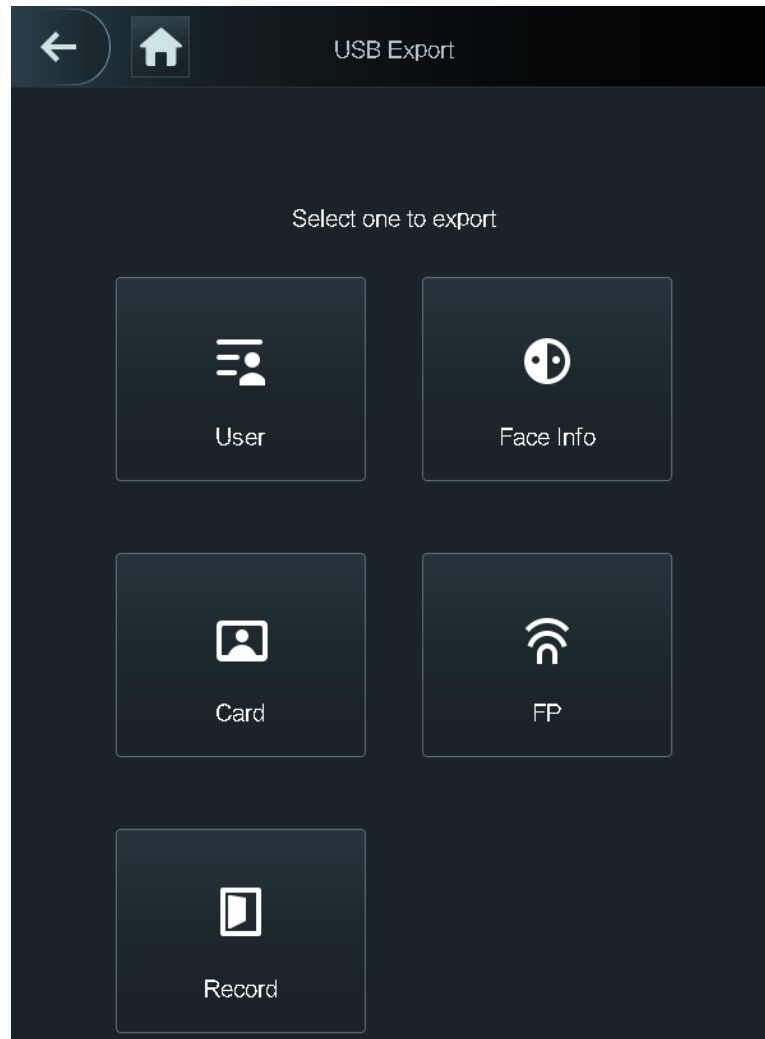 USB Export
Select one to export
User
Face Info
Card
FP
Record